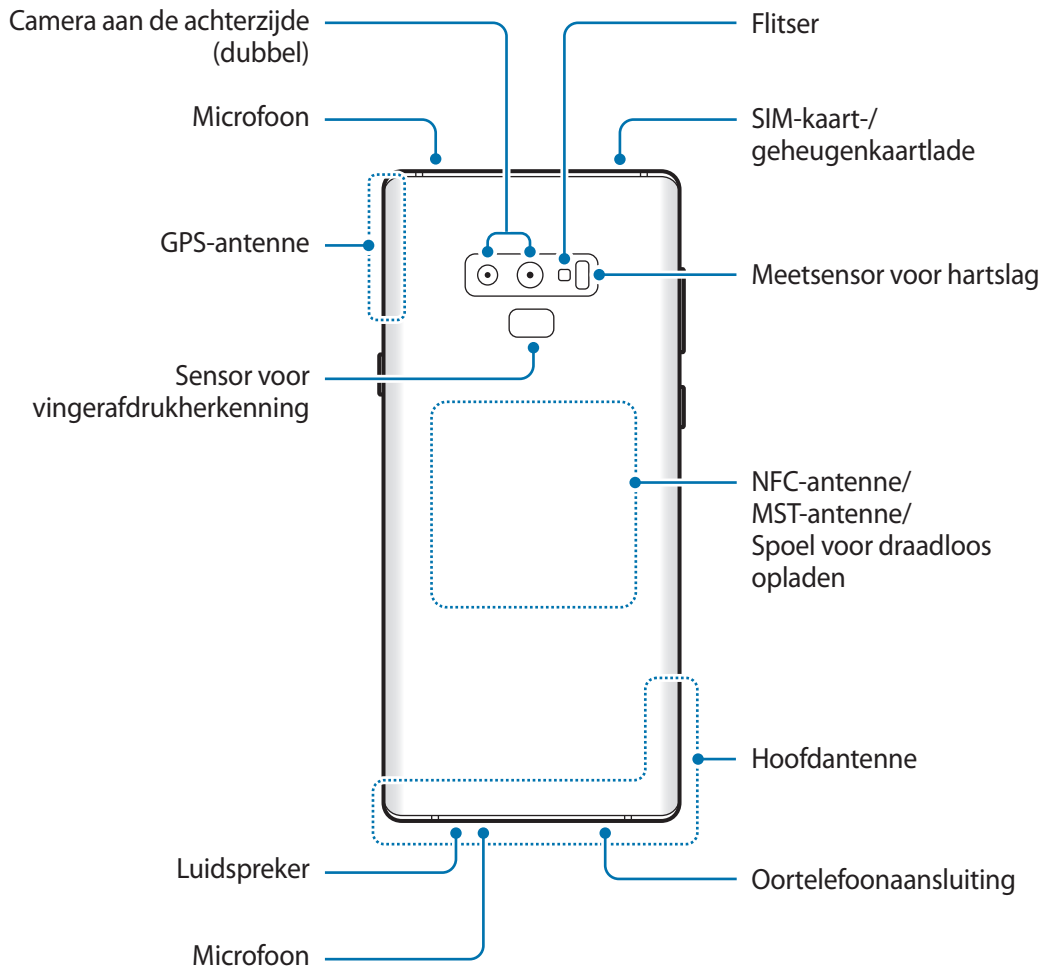 Camera aan de achterzijde
(dubbel)
Microfoon
GPS-antenne
Sensor voor
vingerafdrukherkenning
Luidspreker
Microfoon
Flitser
SIM-kaart-/
geheugenkaartlade
Meetsensor voor hartslag
NFC-antenne/
MST-antenne/
Spoel voor draadloos
opladen
Hoofdantenne
Oortelefoonaansluiting